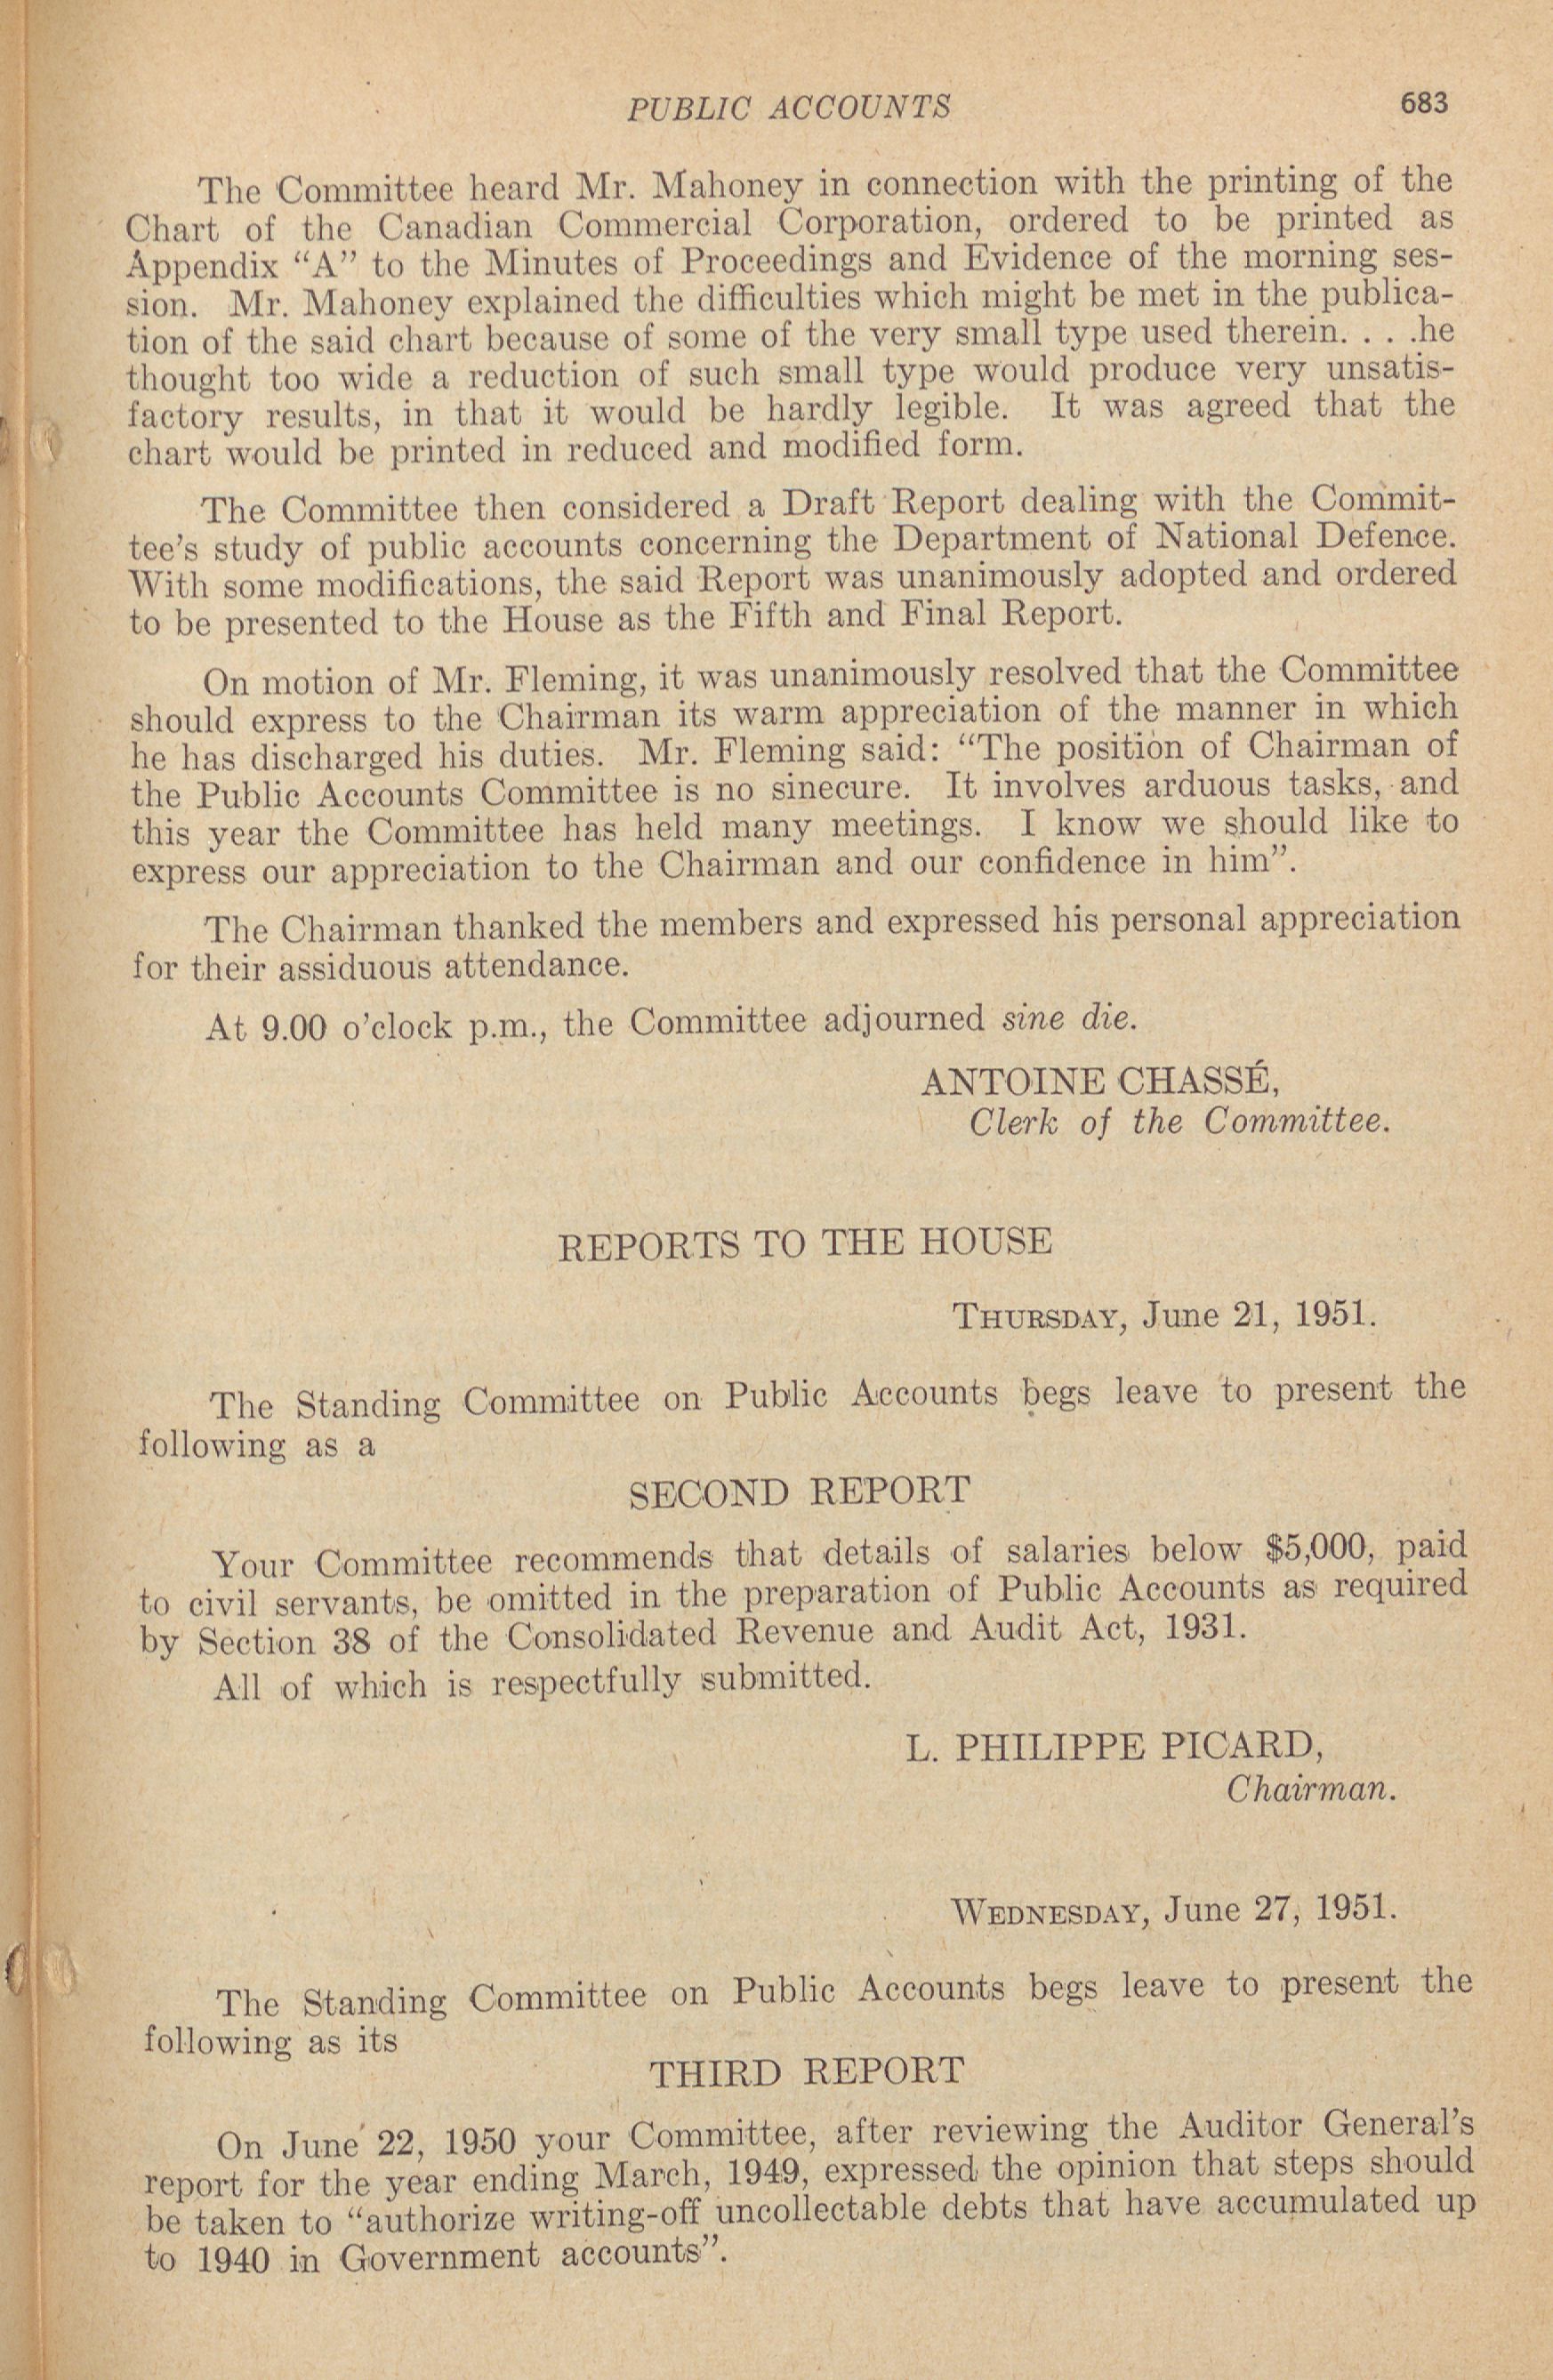 PUBLIC ACCOUNTS 683
The Committee heard Mr. Mahoney in connection with the printing of the
Chart of the Canadian Commercial Corporation, ordered to be printed as
Appendix “A” to the Minutes of Proceedings and Evidence of the morning ses-
sion. Mr. Mahoney explained the difficulties which might be met in the publica-
tion of the said chart because of some of the very small type used therein. . . .he
thought too wide a reduction of such small type would produce very unsatis-
factory results, in that it would be hardly legible. It was agreed that the
chart would be printed in reduced and modified form.
The Committee then considered a Draft Report dealing with the Commit-
tee’s study of public accounts concerning the Department of National Defence.
With some modifications, the said Report was unanimously adopted and ordered
to be presented to the House as the Fifth and Final Report.
On motion of Mr. Fleming, it was unanimously resolved that the Committee
should express to the Chairman its warm appreciation of the manner in which
he has discharged his duties. Mr. Fleming said: “The position of Chairman of
the Public Accounts Committee is no sinecure. It involves arduous tasks, and
this year the Committee has held many meetings. I know we should like to
express our appreciation to the Chairman and our confidence in him”.
The Chairman thanked the members and expressed his personal appreciation
for their assiduous attendance.
At 9.00 o’clock p.m., the Committee adjourned sine die.
ANTOINE CHASSÉ,
Clerk of the Committee.
REPORTS TO THE HOUSE
THURSDAY, June 21, 1951.
The Standing Committee on Public Accounts begs leave to present the
following as a
SECOND REPORT
Your Committee recommends that details of salaries below $5,000, paid
to civil servants, be omitted in the preparation of Public Accounts as required
by Section 38 of the Consolidated Revenue and Audit Act, 1931.
All of which is respectfully submitted.
L. PHILIPPE PICARD,
Chairman.
WEDNESDAY, June 27, 1951.
The Standing Committee on Public Accounts begs leave to present the
following as its
THIRD REPORT
On June 22, 1950 your Committee, after reviewing the Auditor General’s
report for the year ending March, 1949, expressed the opinion that steps should
be taken to “authorize writing-off uncollectable debts that have accumulated up
to 1940 in Government accounts”.